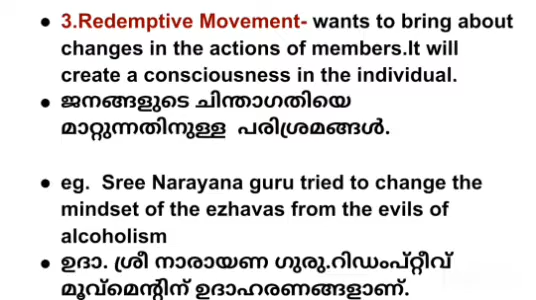 • 3.Redemptive Movement- wants to bring about
changes in the actions of members.It will
create a consciousness in the individual.
• ജനങ്ങളുടെ ചിന്താഗതിയെ
മാറ്റുന്നതിനുള്ള പരിശ്രമങ്ങൾ.
• eg. Sree Narayana guru tried to change the
mindset of the ezhavas from the evils of
alcoholism
• ഉദാ. ശ്രീ നാരായണ ഗുരു.റിഡംപ്റ്റീവ്
മൂവ്മെന്റിന് ഉദാഹരണങ്ങളാണ്.